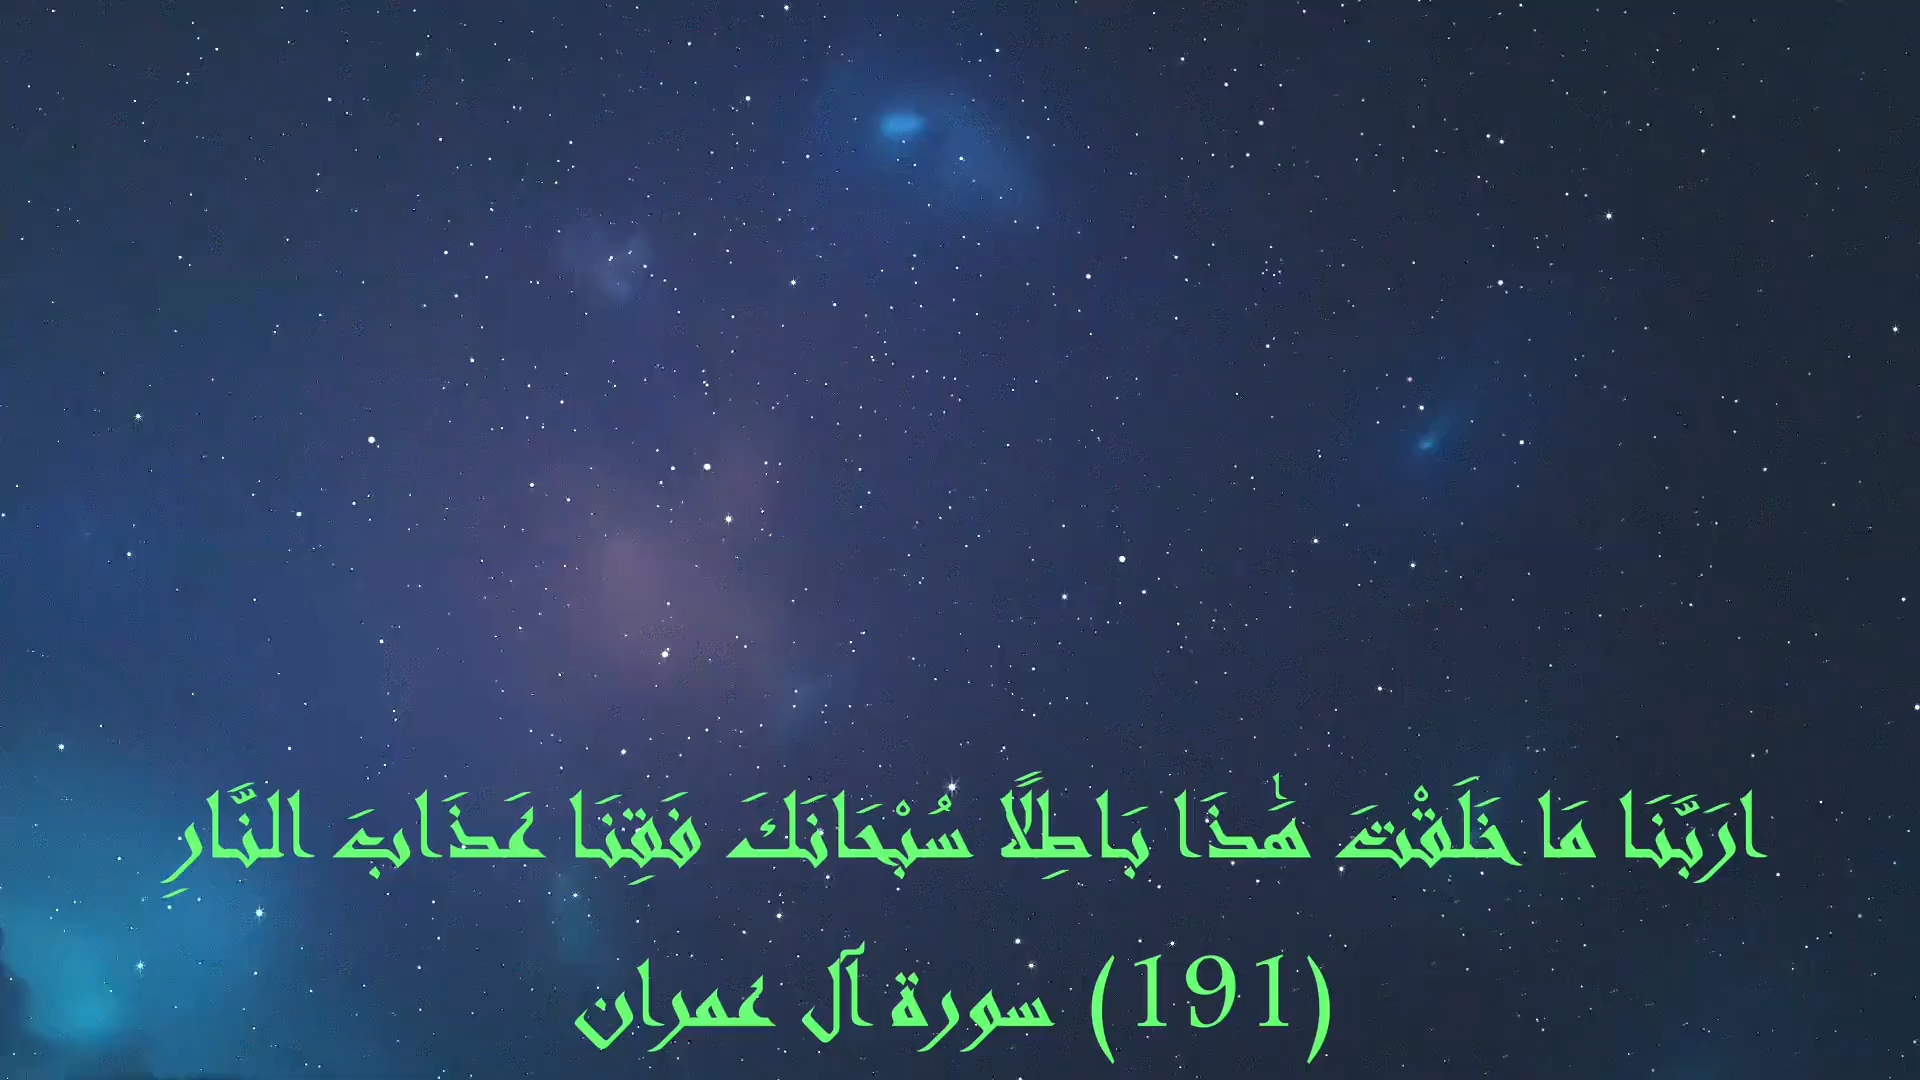 ارَبَّنَا مَا خَلَقْتَ هَٰذَا بَاطِلًا سُبْحَانَكَ فَقِنَا عَذَابَ النَّارِ
(191) سورة آل عمران